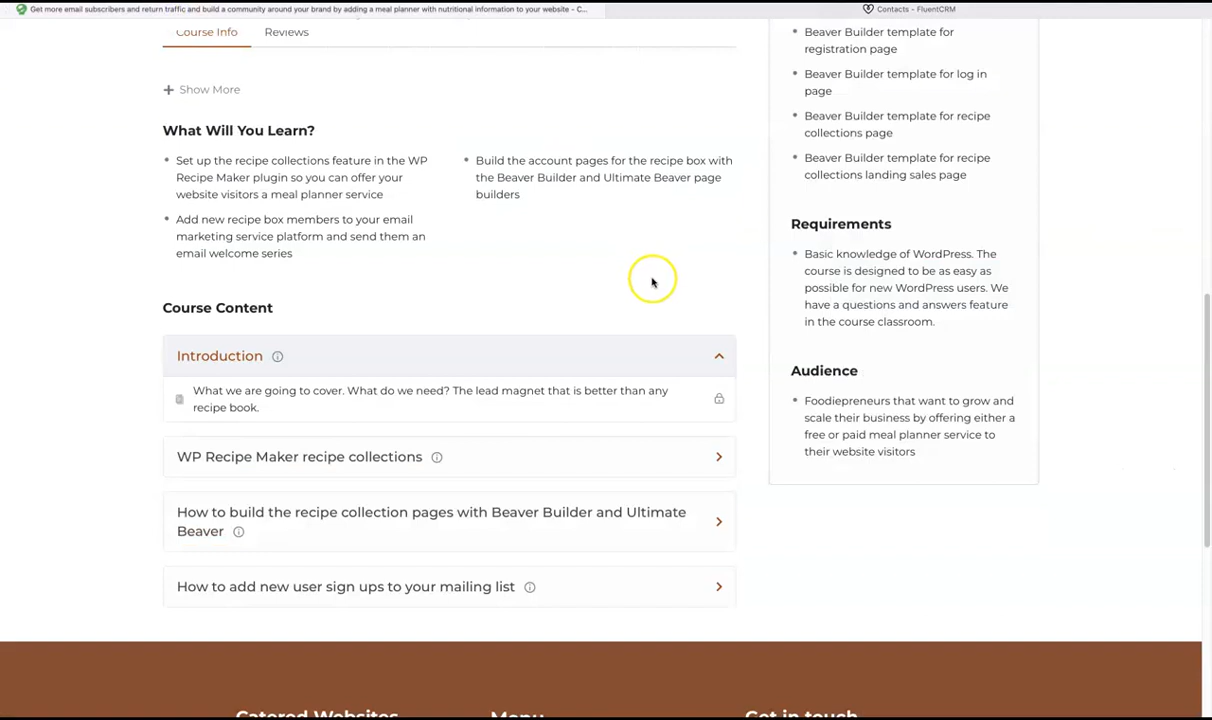 Get more email subscribers and return traffic and build a community around your brand by adding a meal planner with nutritional information to your website - C...
Contacts - FluentCRM
Course Info
Reviews
Show More
What Will You Learn?
Set up the recipe collections feature in the WP
Recipe Maker plugin so you can offer your
website visitors a meal planner service
Add new recipe box members to your email
marketing service platform and send them an
email welcome series
Build the account pages for the recipe box with
the Beaver Builder and Ultimate Beaver page
builders
Course Content
Introduction
What we are going to cover. What do we need? The lead magnet that is better than any
recipe book.
WP Recipe Maker recipe collections
How to build the recipe collection pages with Beaver Builder and Ultimate
Beaver
How to add new user sign ups to your mailing list
Beaver Builder template for
registration page
Beaver Builder template for log in
page
Beaver Builder template for recipe
collections page
Beaver Builder template for recipe
collections landing sales page
Requirements
Basic knowledge of WordPress. The
course is designed to be as easy as
possible for new WordPress users. We
have a questions and answers feature
in the course classroom.
Audience
Foodiepreneurs that want to grow and
scale their business by offering either a
free or paid meal planner service to
their website visitors
Catered Websites
Menu
Get in touch